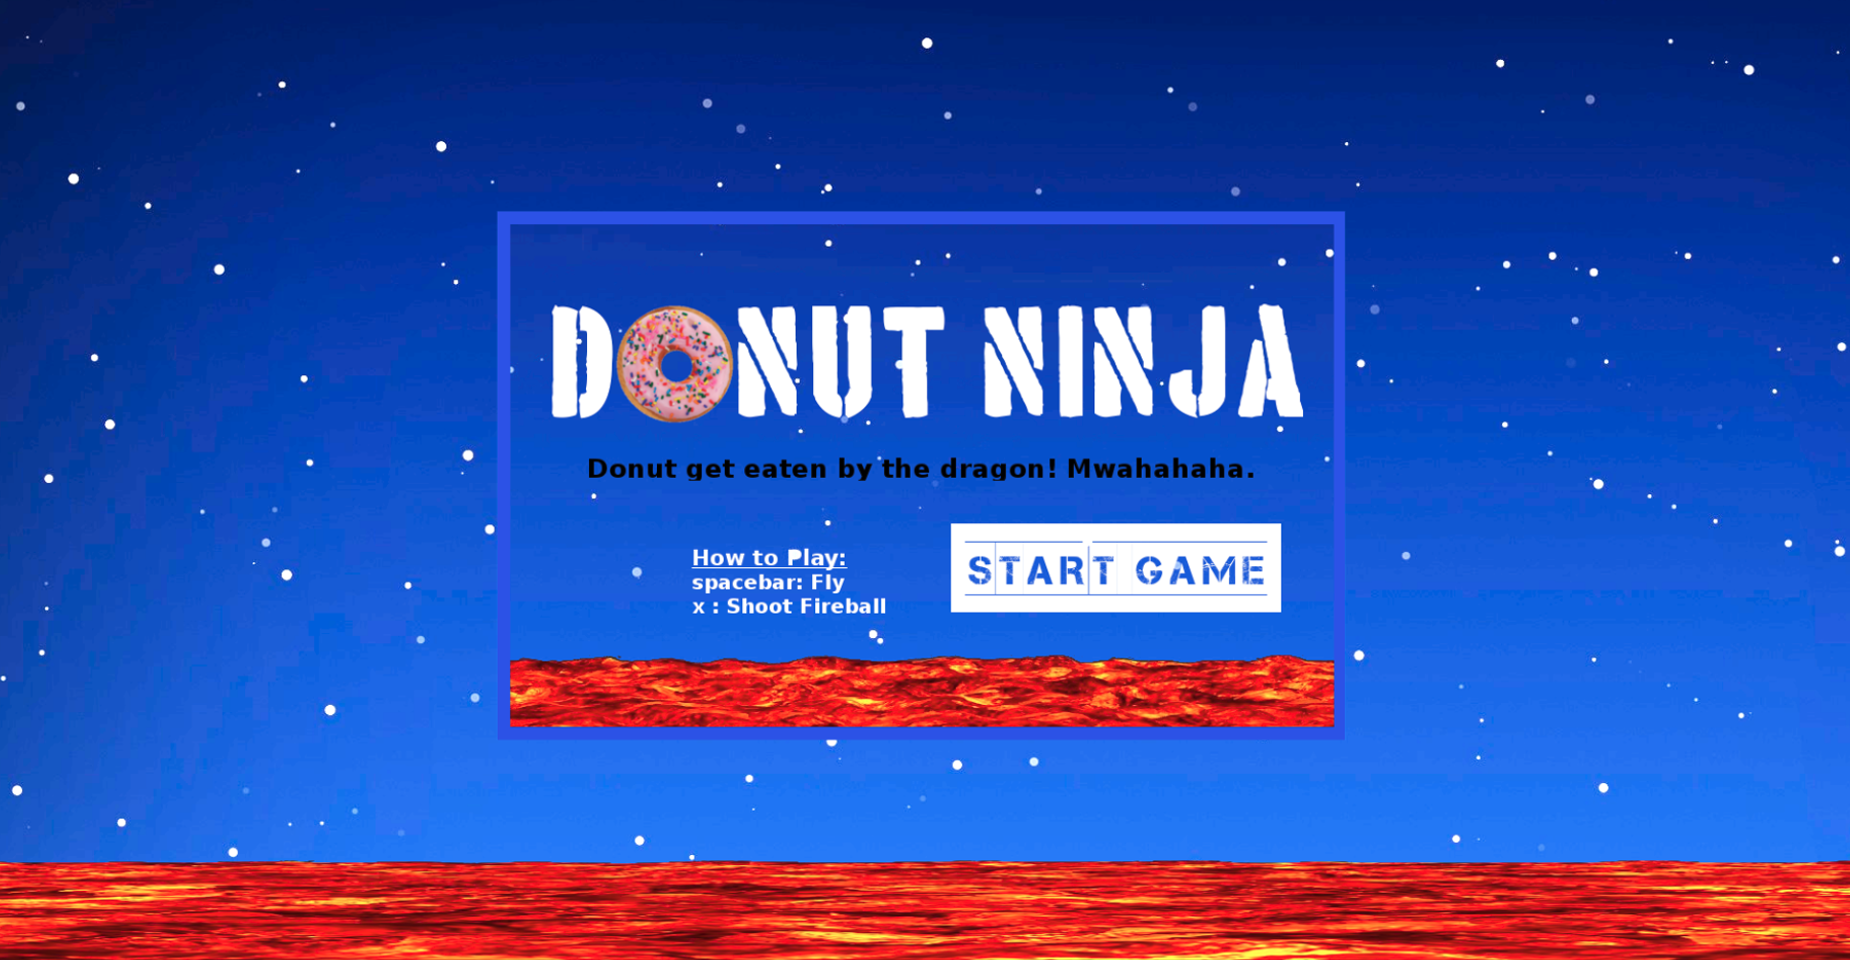 DONUT NINJA
Donut get eaten by the dragon! Mwahahaha.
How to Play:
spacebar: Fly
x : Shoot Fireball
START GAME